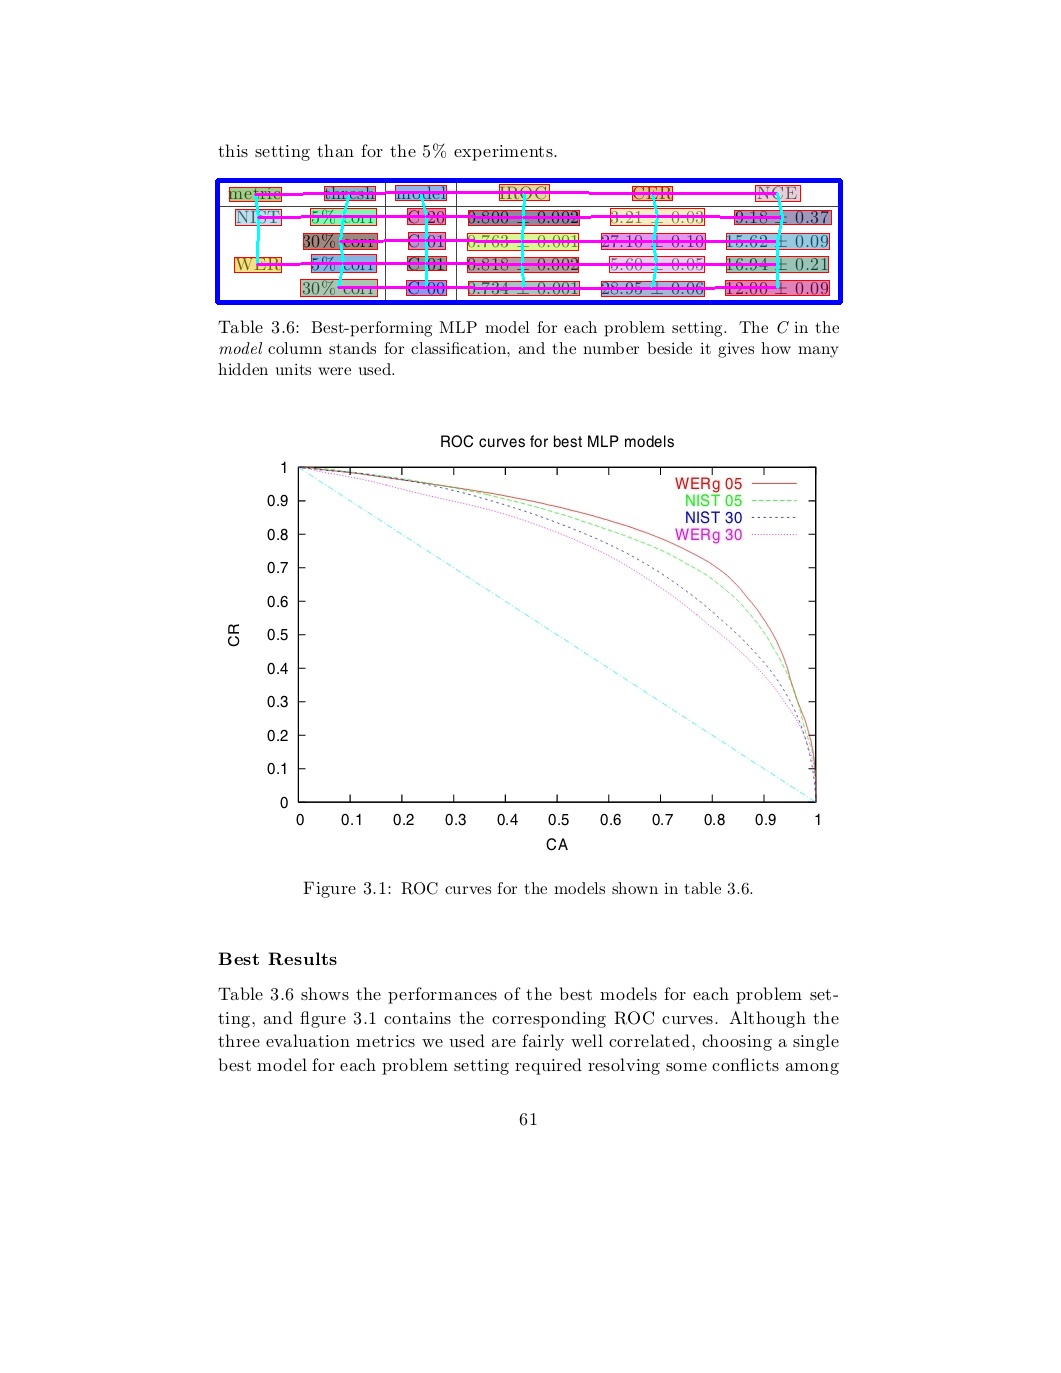 this setting than for the 5% experiments.
metric thresh model IROC CER NCE
NIST 5% corr C 20 0.800 ± 0.002 3.21 ± 0.03 9.18 ± 0.37
30% corr C 01 0.763 ± 0.001 27.10 ± 0.10 15.62 ± 0.09
WER 5% corr C 01 0.818 ± 0.002 5.60 ± 0.05 16.94 ± 0.21
30% corr C 00 0.734 ± 0.001 28.95 ± 0.06 12.00 ± 0.09
Table 3.6: Best-performing MLP model for each problem setting. The C in the
model column stands for classification, and the number beside it gives how many
hidden units were used.
ROC curves for best MLP models
WERg 05
NIST 05
NIST 30
WERg 30
1
0.9
0.8
0.7
0.6
0.5
0.4
0.3
0.2
0.1
0
CR
0 0.1 0.2 0.3 0.4 0.5 0.6 0.7 0.8 0.9 1
CA
Figure 3.1: ROC curves for the models shown in table 3.6.
Best Results
Table 3.6 shows the performances of the best models for each problem set-
ting, and figure 3.1 contains the corresponding ROC curves. Although the
three evaluation metrics we used are fairly well correlated, choosing a single
best model for each problem setting required resolving some conflicts among
61